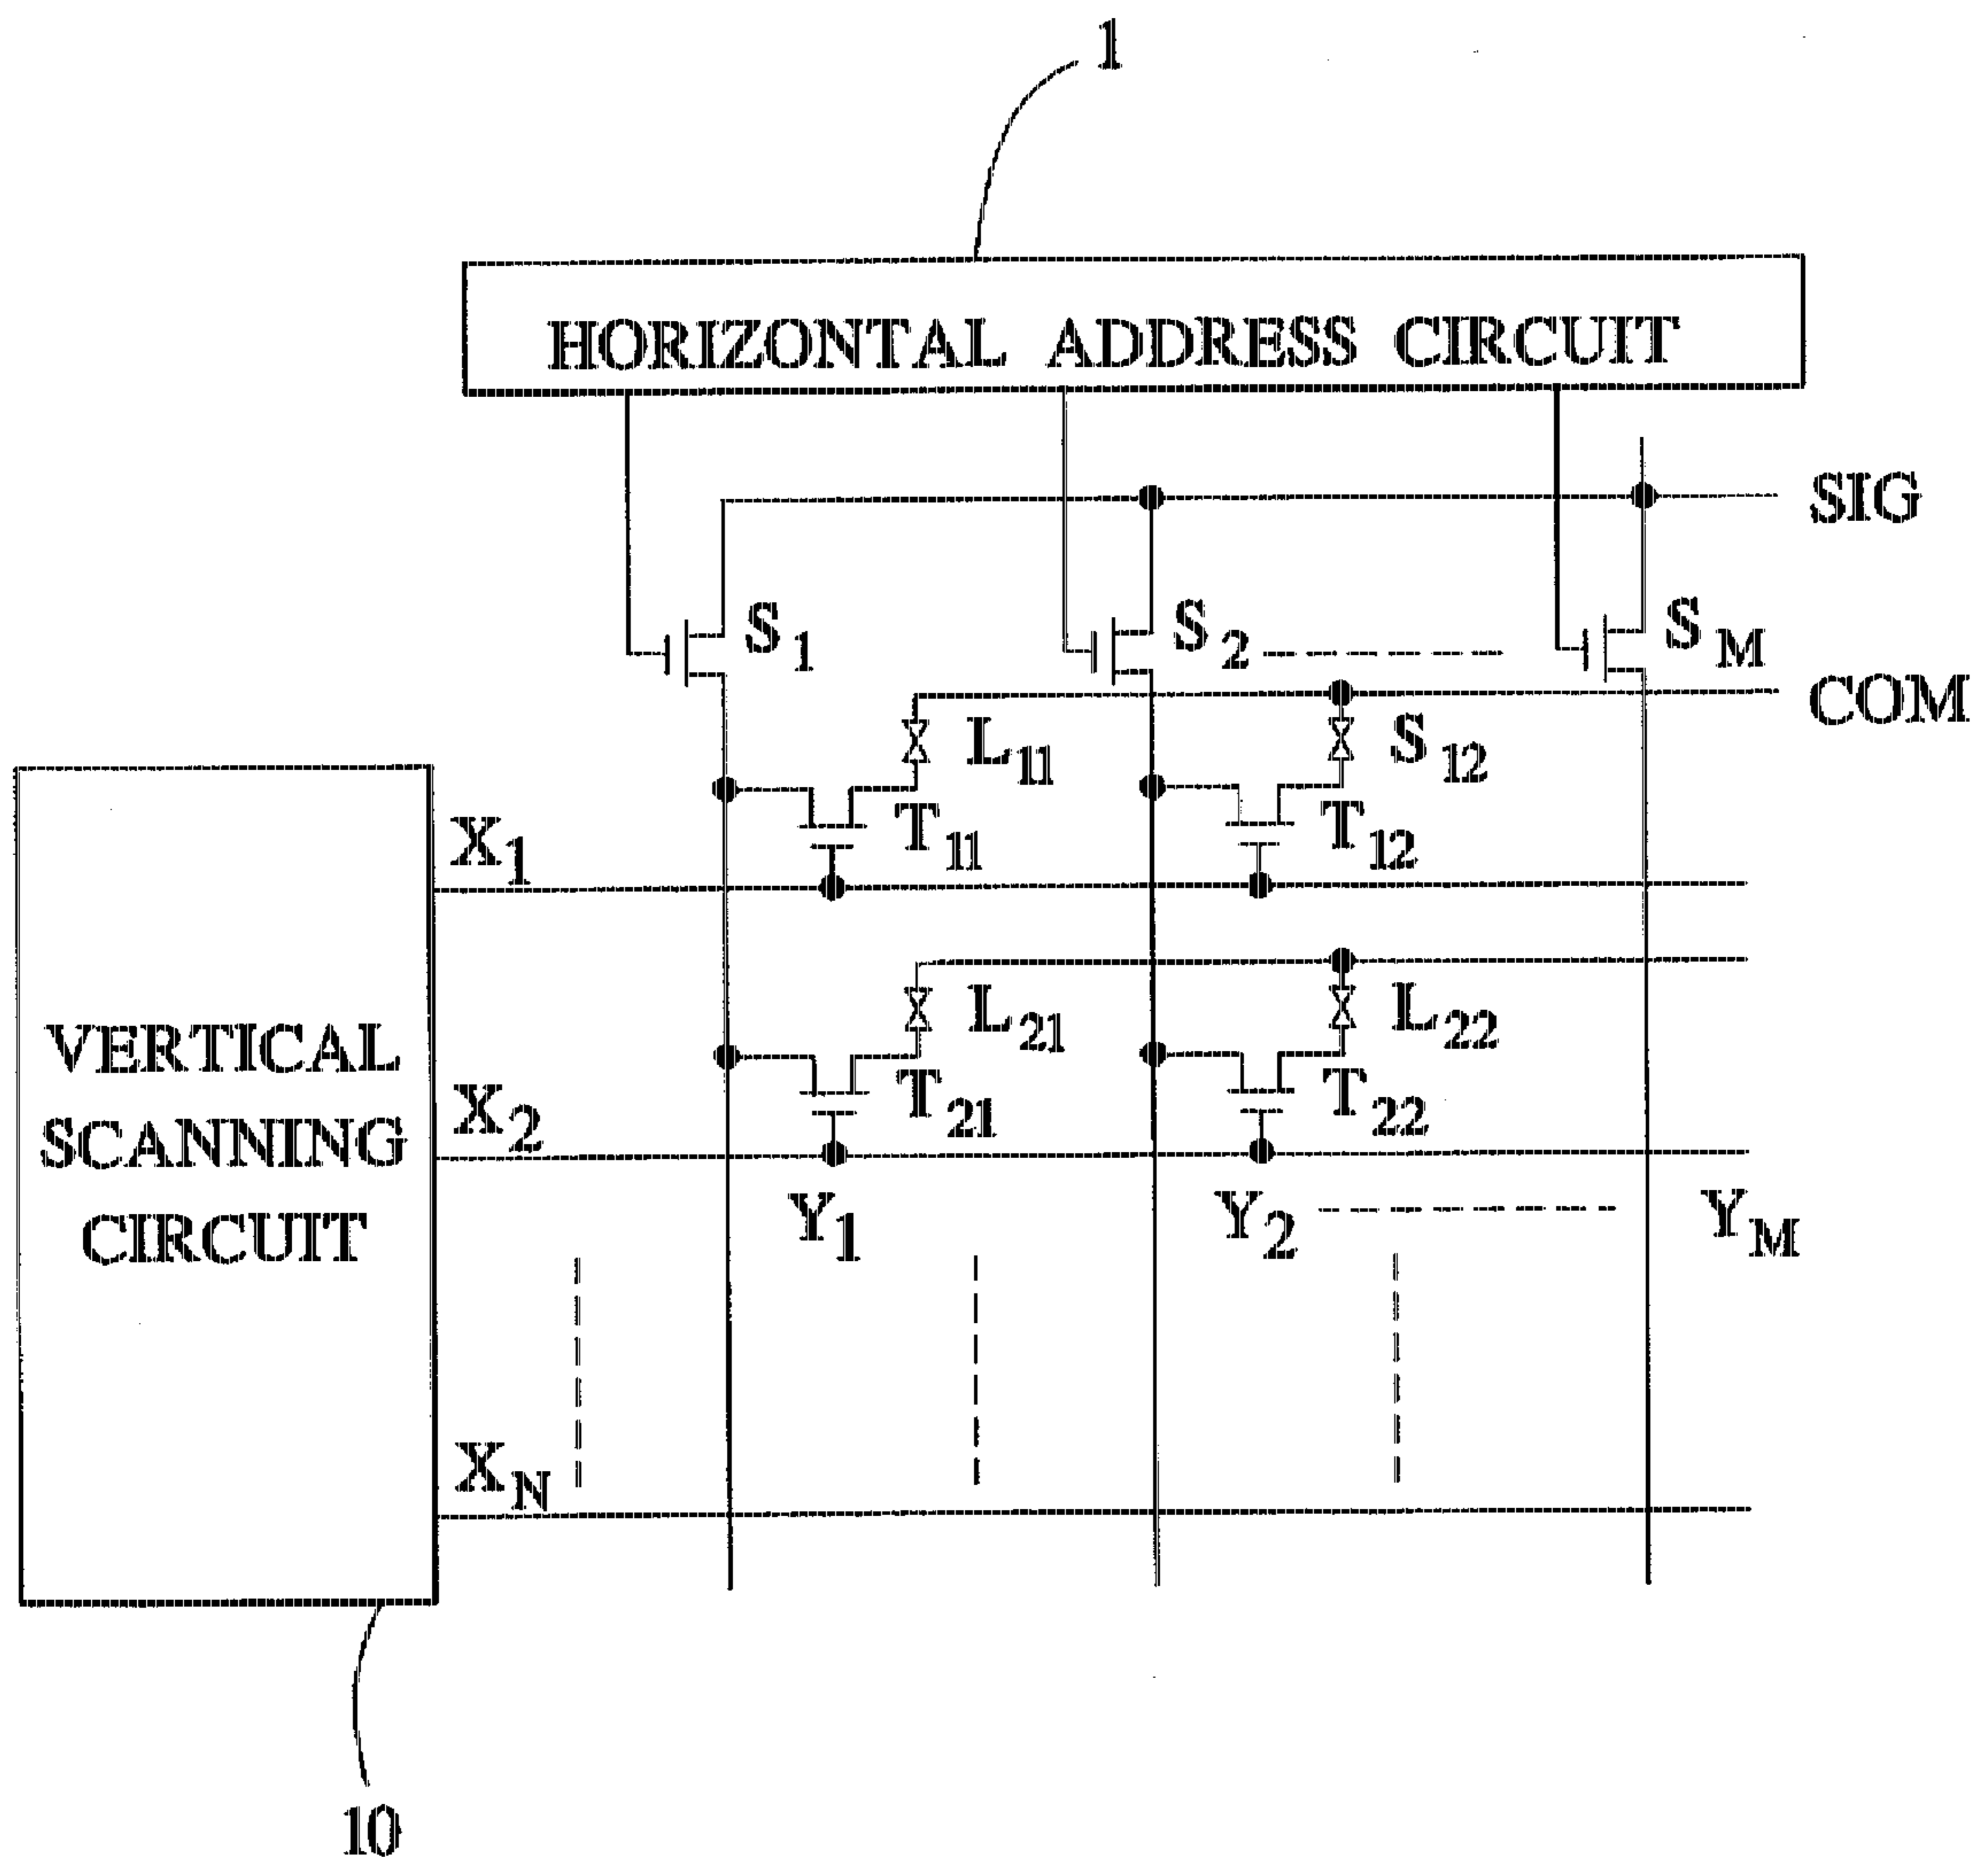 1
HORIZONTAL ADDRESS CIRCUIT
SIG
S1
S2
SM
COM
L11
S12
T11
T12
X1
L21
L22
T21
T22
X2
VERTICAL
SCANNING
CIRCUIT
Y1
Y2
YM
XN
10